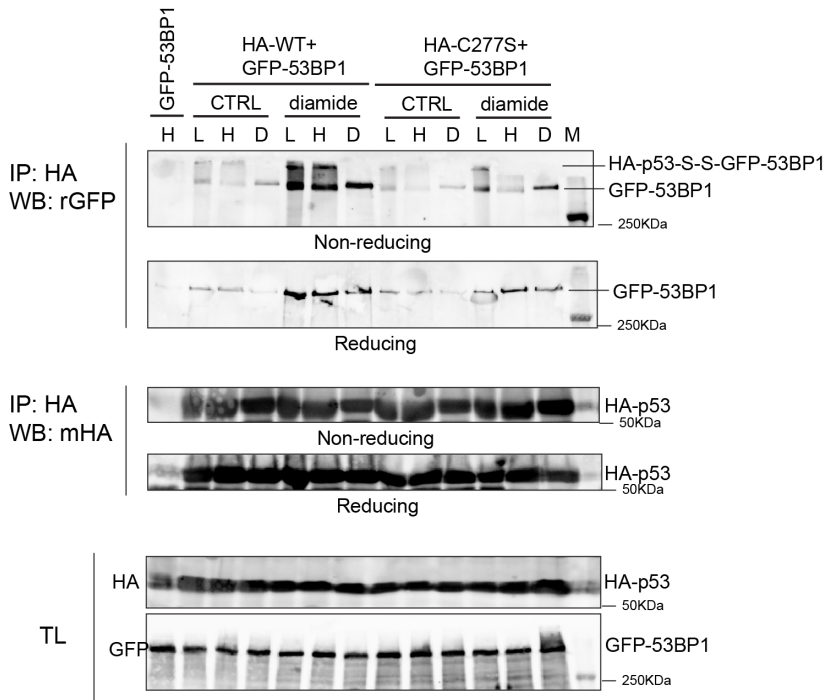 GFP-53BP1
HA-WT+
GFP-53BP1
HA-C277S+
GFP-53BP1
CTRL
diamide
CTRL
diamide
H L H D L H D L H D L H D M
IP: HA
WB: rGFP
HA-p53-S-S-GFP-53BP1
GFP-53BP1
250KDa
Non-reducing
GFP-53BP1
250KDa
Reducing
IP: HA
WB: mHA
HA-p53
50KDa
Non-reducing
HA-p53
50KDa
Reducing
TL
HA
HA-p53
50KDa
GFP
GFP-53BP1
250KDa